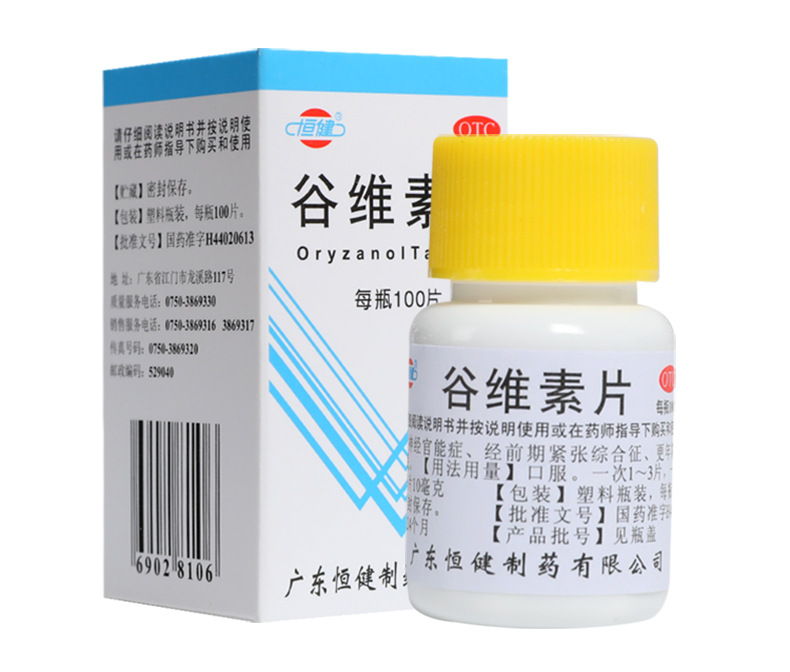 请仔细阅读说明书并按说明使
用或在药师指导下购买和使用
【贮藏】密封保存。
【包装】塑料瓶装，每瓶100片。
【批准文号】国药准字H44020613
地 址：广东省江门市龙溪路117号
质量服务电话：0750-3869330
销售服务电话：0750-3869316 3869317
传真号码：0750-3869320
邮政编码：529040
6902 8106
恒健®
谷维素
OryzanolTa
每瓶100片
广东恒健制药
OTC
谷维素片
OTC
每瓶
阅读说明书并按说明使用或在药师指导下购买和
神经官能症、经前期紧张综合征、更年
【用法用量】口服。一次1～3片，
10毫克
【包装】塑料瓶装，每
封保存。
【批准文号】国药准字
24个月
【产品批号】见瓶盖
广东恒健制药有限公司